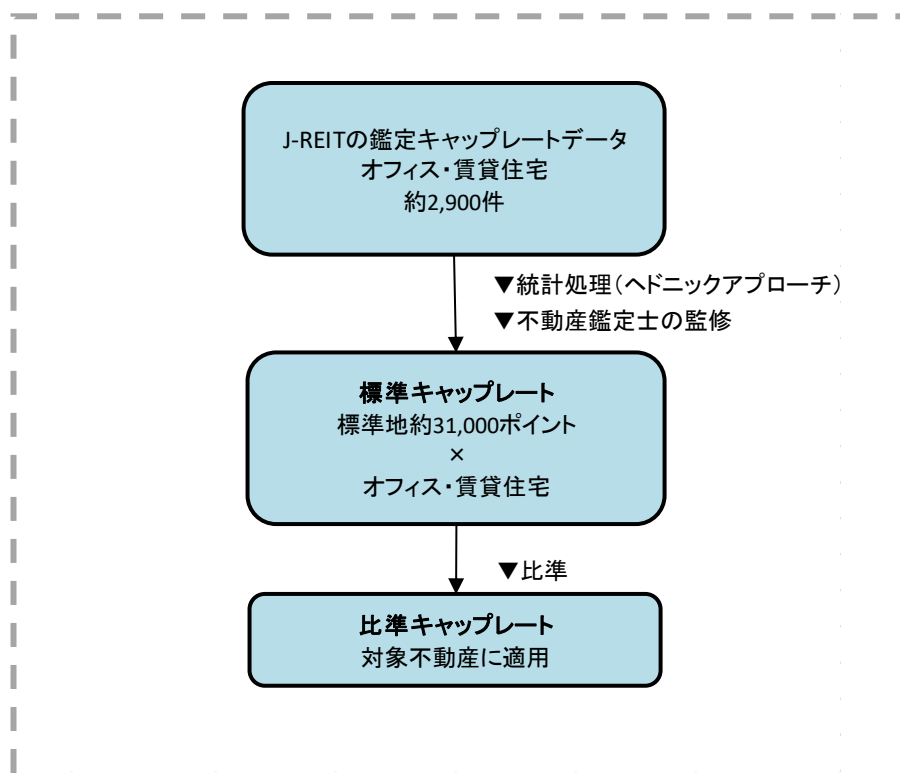 J-REITの鑑定キャップレートデータ
オフィス・賃貸住宅
約2,900件
▼統計処理(ヘドニックアプローチ)
▼不動産鑑定士の監修
標準キャップレート
標準地約31,000ポイント
×
オフィス・賃貸住宅
▼比準
比準キャップレート
対象不動産に適用